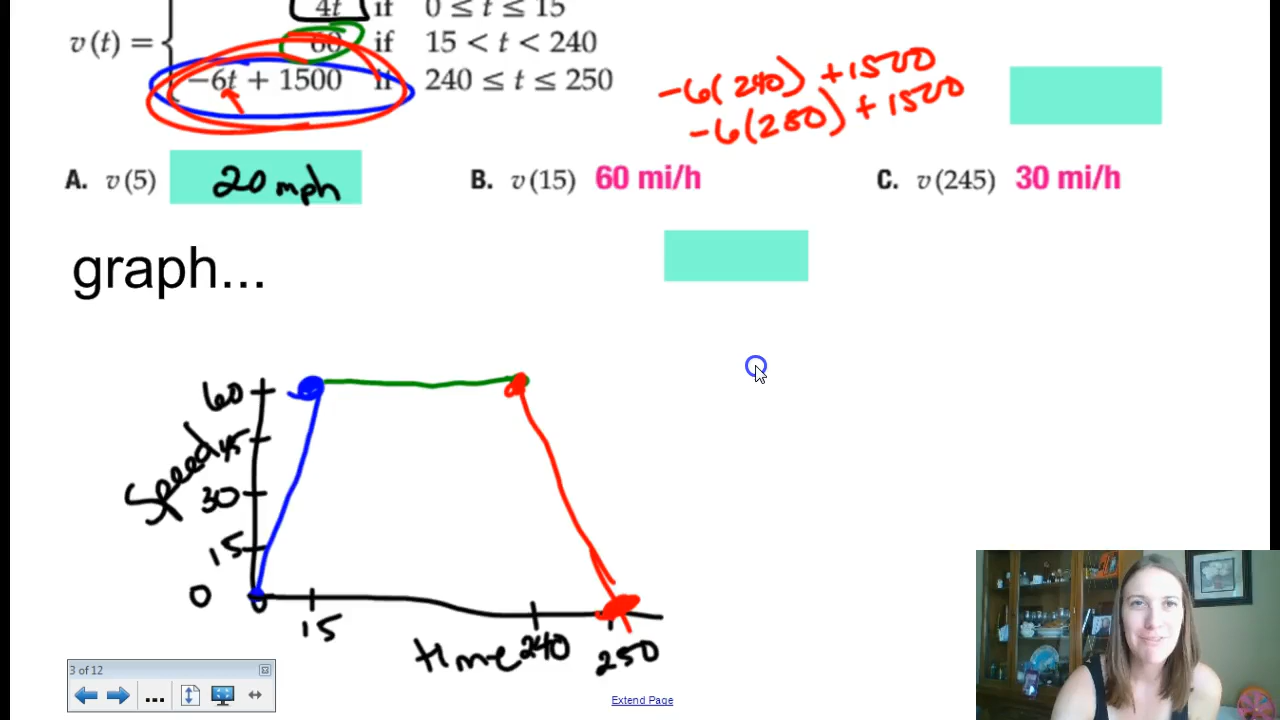 4t if 0 ≤ t ≤ 15
v(t) = { 60 if 15 < t < 240
−6t + 1500 if 240 ≤ t ≤ 250
-6(240) +1500
-6(250) +1500
A. v(5) 20 mph B. v(15) 60 mi/h C. v(245) 30 mi/h
graph...
60
45
Speed
30
15
0 0
15
time 240 250
3 of 12
...
Extend Page